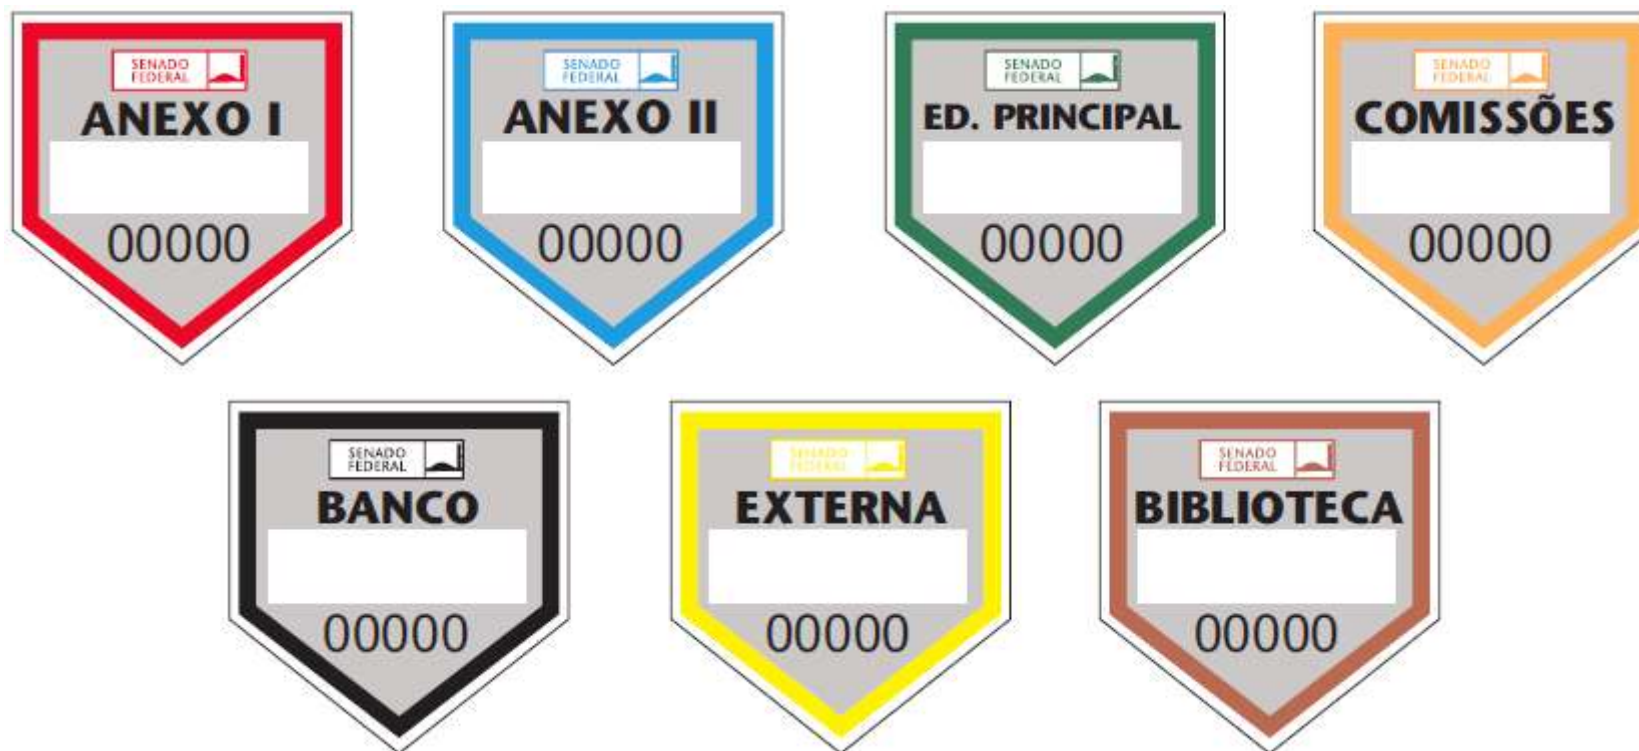 SENADO
FEDERAL
ANEXO I
00000
SENADO
FEDERAL
ANEXO II
00000
SENADO
FEDERAL
ED. PRINCIPAL
00000
SENADO
FEDERAL
COMISSÕES
00000
SENADO
FEDERAL
BANCO
00000
SENADO
FEDERAL
EXTERNA
00000
SENADO
FEDERAL
BIBLIOTECA
00000